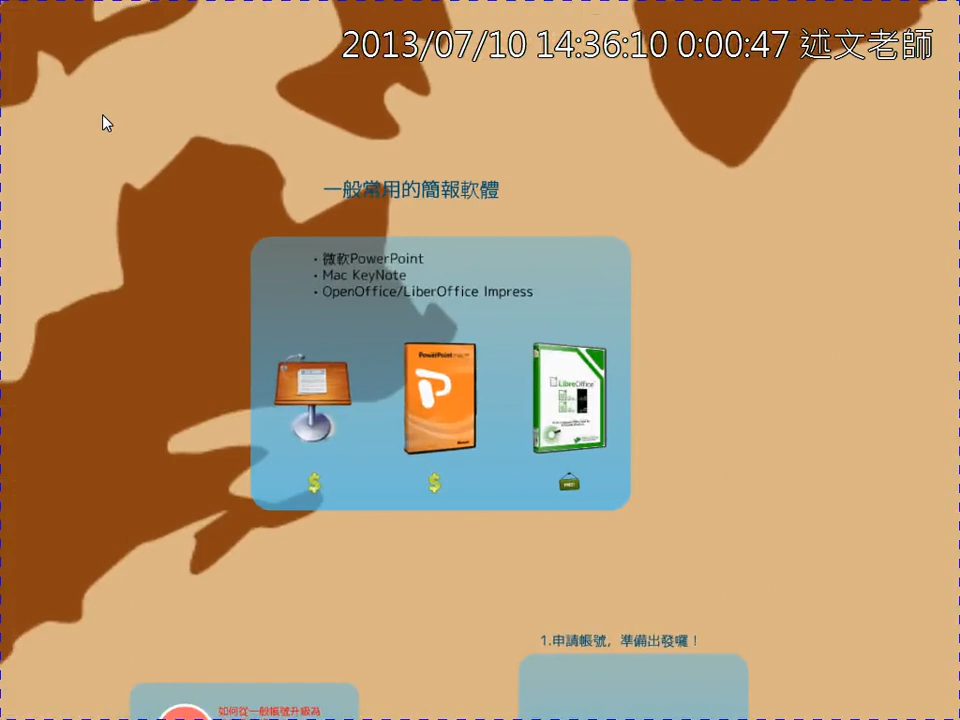 2013/07/10 14:36:10 0:00:47 述文老師
一般常用的簡報軟體
• 微軟PowerPoint
• Mac KeyNote
• OpenOffice/LiberOffice Impress
PowerPoint
LibreOffice
$
$
FREE!
1.申請帳號，準備出發囉！
如何從一般帳號升級為